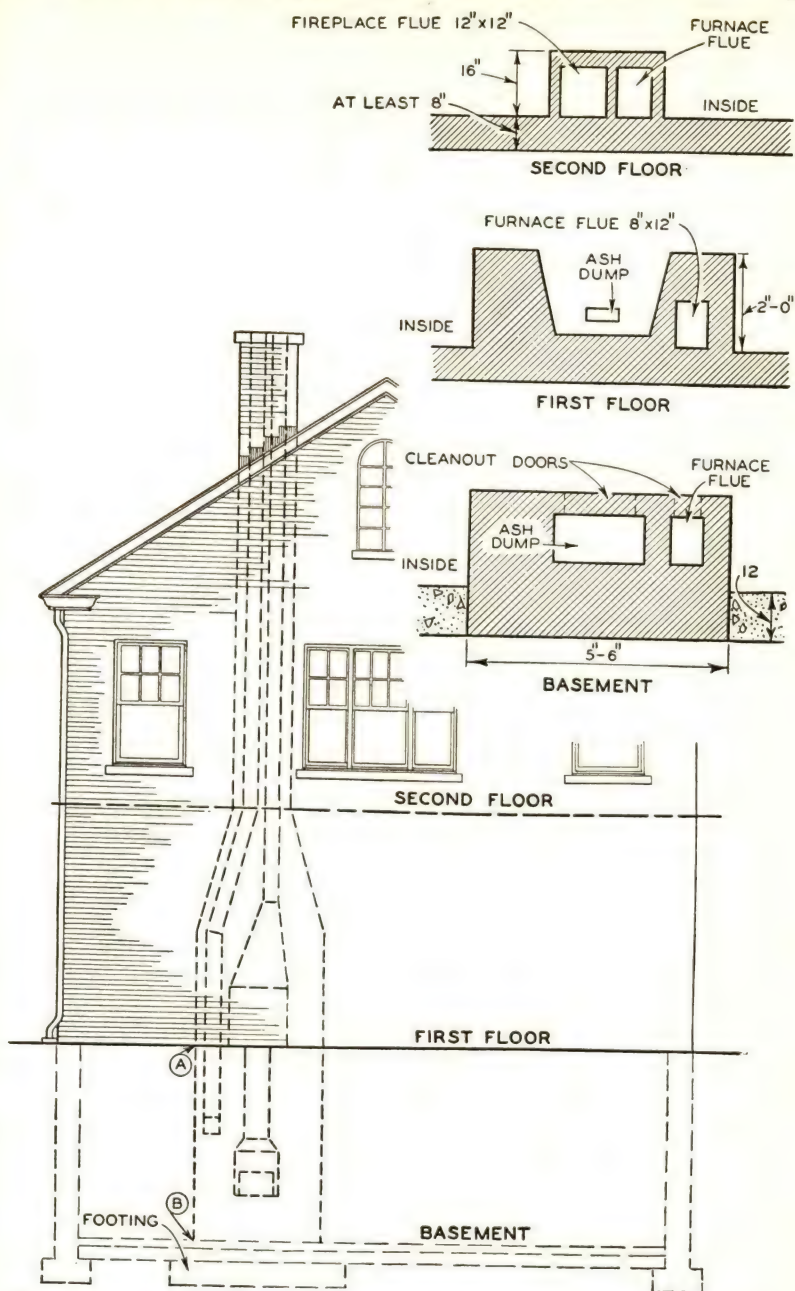 FIREPLACE FLUE 12"x12"
FURNACE
FLUE
16"
AT LEAST 8"
INSIDE
SECOND FLOOR
FURNACE FLUE 8"x12"
ASH
DUMP
INSIDE
2"-0"
FIRST FLOOR
CLEANOUT DOORS
FURNACE
FLUE
ASH
DUMP
INSIDE
12
5"-6"
BASEMENT
SECOND FLOOR
FIRST FLOOR
A
B
FOOTING
BASEMENT